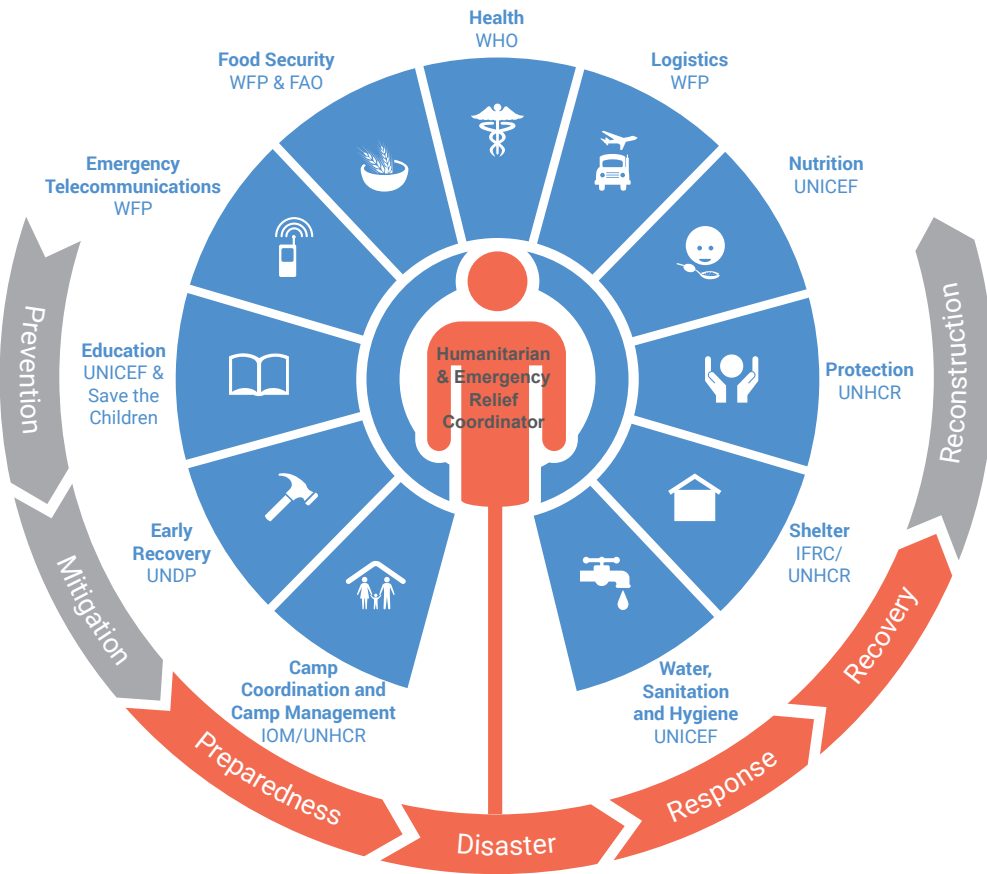 Health
WHO
Logistics
WFP
Nutrition
UNICEF
Protection
UNHCR
Shelter
IFRC/
UNHCR
Water,
Sanitation
and Hygiene
UNICEF
Camp
Coordination and
Camp Management
IOM/UNHCR
Early
Recovery
UNDP
Education
UNICEF &
Save the
Children
Emergency
Telecommunications
WFP
Food Security
WFP & FAO
Humanitarian
& Emergency
Relief
Coordinator
Prevention
Mitigation
Preparedness
Disaster
Response
Recovery
Reconstruction